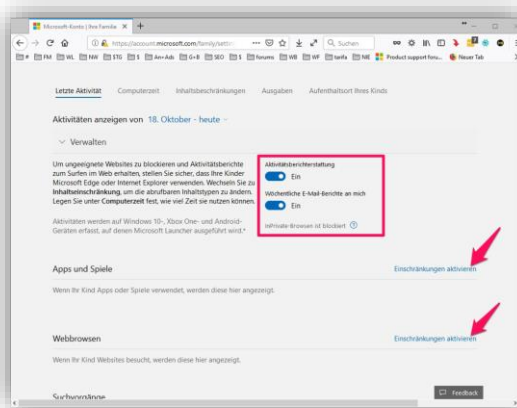 Microsoft-Konto | Ihre Familie
https://account.microsoft.com/family/settin
Suchen
FM WL NW STG S An+Ads G+B SEO S forums WB WF tarifa NIE Product support foru... Neuer Tab
Letzte Aktivität Computerzeit Inhaltsbeschränkungen Ausgaben Aufenthaltsort Ihres Kinds
Aktivitäten anzeigen von 18. Oktober - heute
Verwalten
Um ungeeignete Websites zu blockieren und Aktivitätsberichte
zum Surfen im Web erhalten, stellen Sie sicher, dass Ihre Kinder
Microsoft Edge oder Internet Explorer verwenden. Wechseln Sie zu
Inhaltseinschränkung, um die abrufbaren Inhaltstypen zu ändern.
Legen Sie unter Computerzeit fest, wie viel Zeit sie nutzen können.
Aktivitäten werden auf Windows 10-, Xbox One- und Android-
Geräten erfasst, auf denen Microsoft Launcher ausgeführt wird.*
Aktivitätsberichterstattung
Ein
Wöchentliche E-Mail-Berichte an mich
Ein
InPrivate-Browsen ist blockiert
Apps und Spiele Einschränkungen aktivieren
Wenn Ihr Kind Apps oder Spiele verwendet, werden diese hier angezeigt.
Webbrowsen Einschränkungen aktivieren
Wenn Ihr Kind Websites besucht, werden diese hier angezeigt.
Suchvorgänge
Feedback